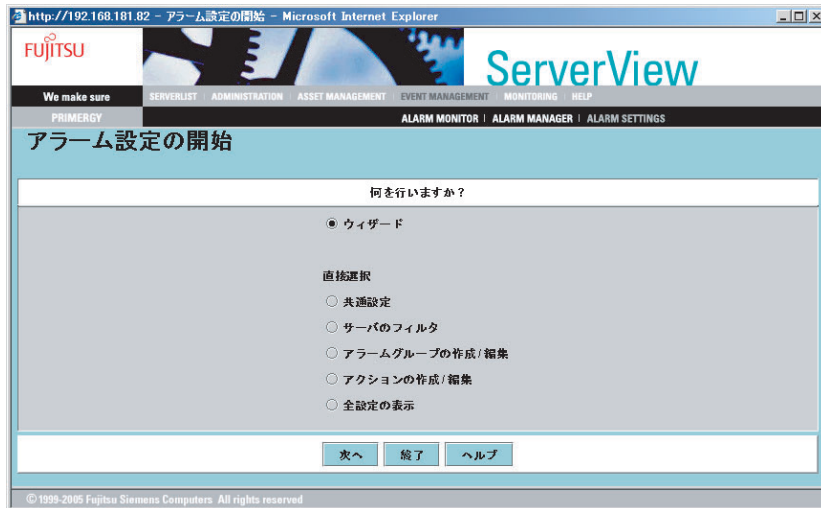 http://192.168.181.82 - アラーム設定の開始 - Microsoft Internet Explorer
FUJITSU
ServerView
We make sure
SERVERLIST | ADMINISTRATION | ASSET MANAGEMENT | EVENT MANAGEMENT | MONITORING | HELP
PRIMERGY
ALARM MONITOR | ALARM MANAGER | ALARM SETTINGS
アラーム設定の開始
何を行いますか?
ウィザード
直接選択
共通設定
サーバのフィルタ
アラームグループの作成/編集
アクションの作成/編集
全設定の表示
次へ 終了 ヘルプ
© 1999-2005 Fujitsu Siemens Computers All rights reserved